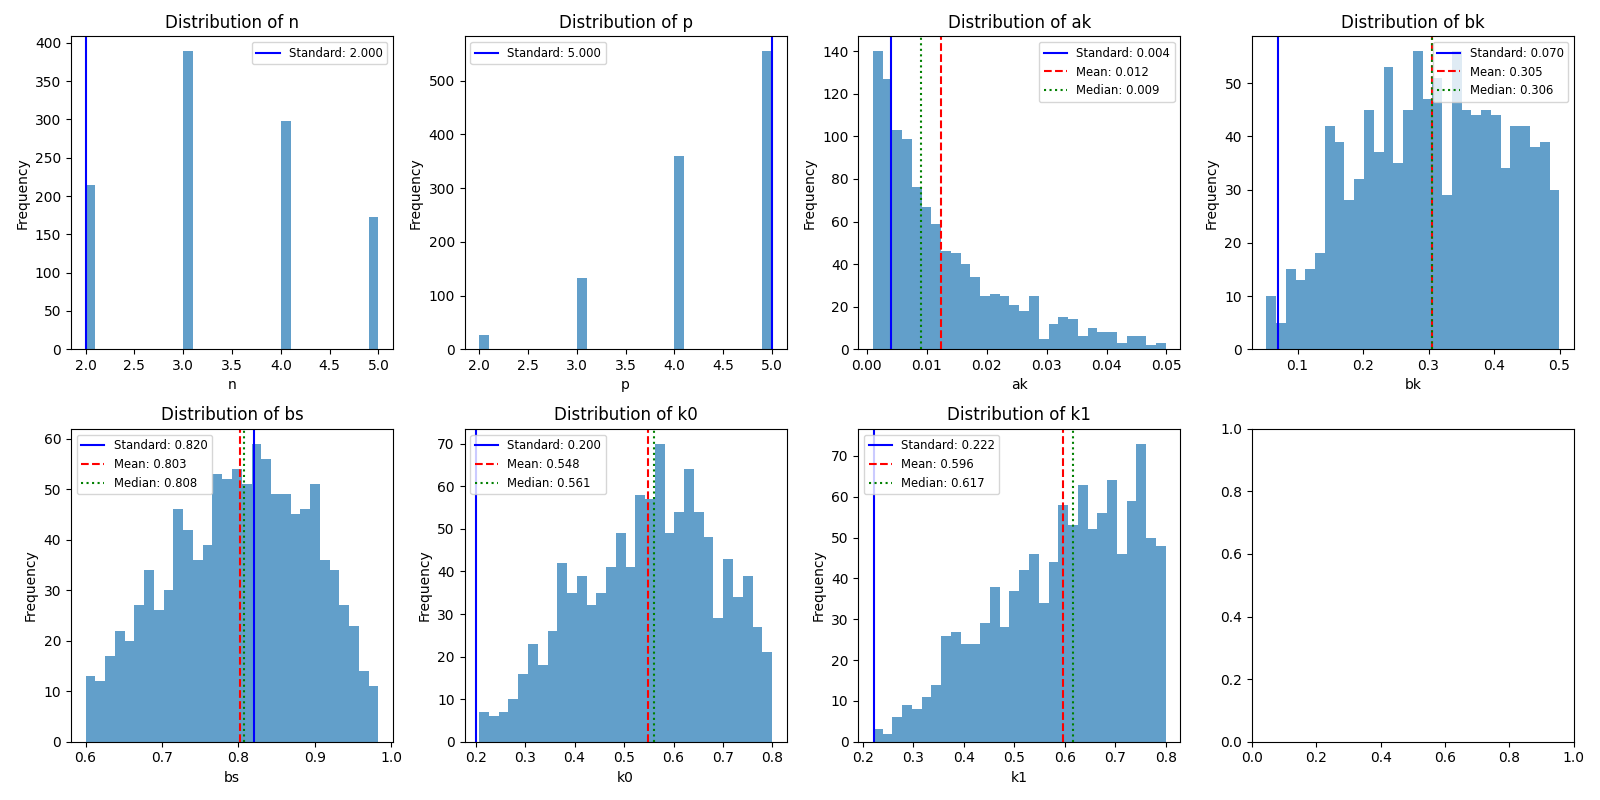 Distribution of n
Frequency
400
350
300
250
200
150
100
50
0
Standard: 2.000
2.0 2.5 3.0 3.5 4.0 4.5 5.0
n
Distribution of p
Frequency
500
400
300
200
100
0
Standard: 5.000
2.0 2.5 3.0 3.5 4.0 4.5 5.0
p
Distribution of ak
Frequency
140
120
100
80
60
40
20
0
Standard: 0.004
Mean: 0.012
Median: 0.009
0.00 0.01 0.02 0.03 0.04 0.05
ak
Distribution of bk
Frequency
50
40
30
20
10
0
Standard: 0.070
Mean: 0.305
Median: 0.306
0.1 0.2 0.3 0.4 0.5
bk
Distribution of bs
Frequency
60
50
40
30
20
10
0
Standard: 0.820
Mean: 0.803
Median: 0.808
0.6 0.7 0.8 0.9 1.0
bs
Distribution of k0
Frequency
70
60
50
40
30
20
10
0
Standard: 0.200
Mean: 0.548
Median: 0.561
0.2 0.3 0.4 0.5 0.6 0.7 0.8
k0
Distribution of k1
Frequency
70
60
50
40
30
20
10
0
Standard: 0.222
Mean: 0.596
Median: 0.617
0.2 0.3 0.4 0.5 0.6 0.7 0.8
k1
1.0
0.8
0.6
0.4
0.2
0.0
0.0 0.2 0.4 0.6 0.8 1.0